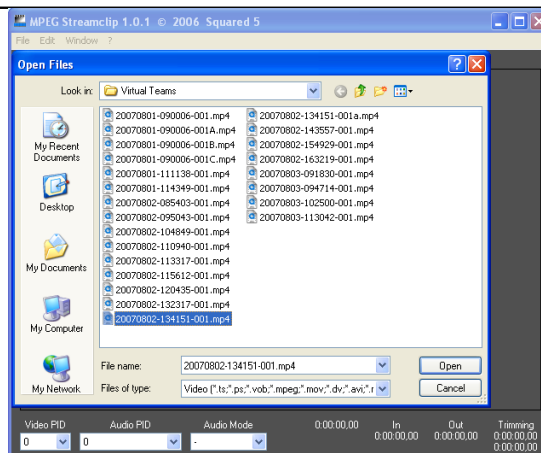 MPEG Streamclip 1.0.1 © 2006 Squared 5
File Edit Window ?
Open Files
Look in: Virtual Teams
My Recent Documents
Desktop
My Documents
My Computer
My Network
20070801-090006-001.mp4
20070801-090006-001A.mp4
20070801-090006-001B.mp4
20070801-090006-001C.mp4
20070801-111138-001.mp4
20070801-114349-001.mp4
20070802-085403-001.mp4
20070802-095043-001.mp4
20070802-104849-001.mp4
20070802-110940-001.mp4
20070802-113317-001.mp4
20070802-115612-001.mp4
20070802-120435-001.mp4
20070802-132317-001.mp4
20070802-134151-001.mp4
20070802-134151-001a.mp4
20070802-143557-001.mp4
20070802-154929-001.mp4
20070802-163219-001.mp4
20070803-091830-001.mp4
20070803-094714-001.mp4
20070803-102500-001.mp4
20070803-113042-001.mp4
File name: 20070802-134151-001.mp4 Open
Files of type: Video (*.ts;*.ps;*.vob;*.mpeg;*.mov;*.dv;*.avi;*.r Cancel
Video PID Audio PID Audio Mode 0:00:00,00 In Out Trimming
0 0 - 0:00:00,00 0:00:00,00 0:00:00,00
0:00:00,00